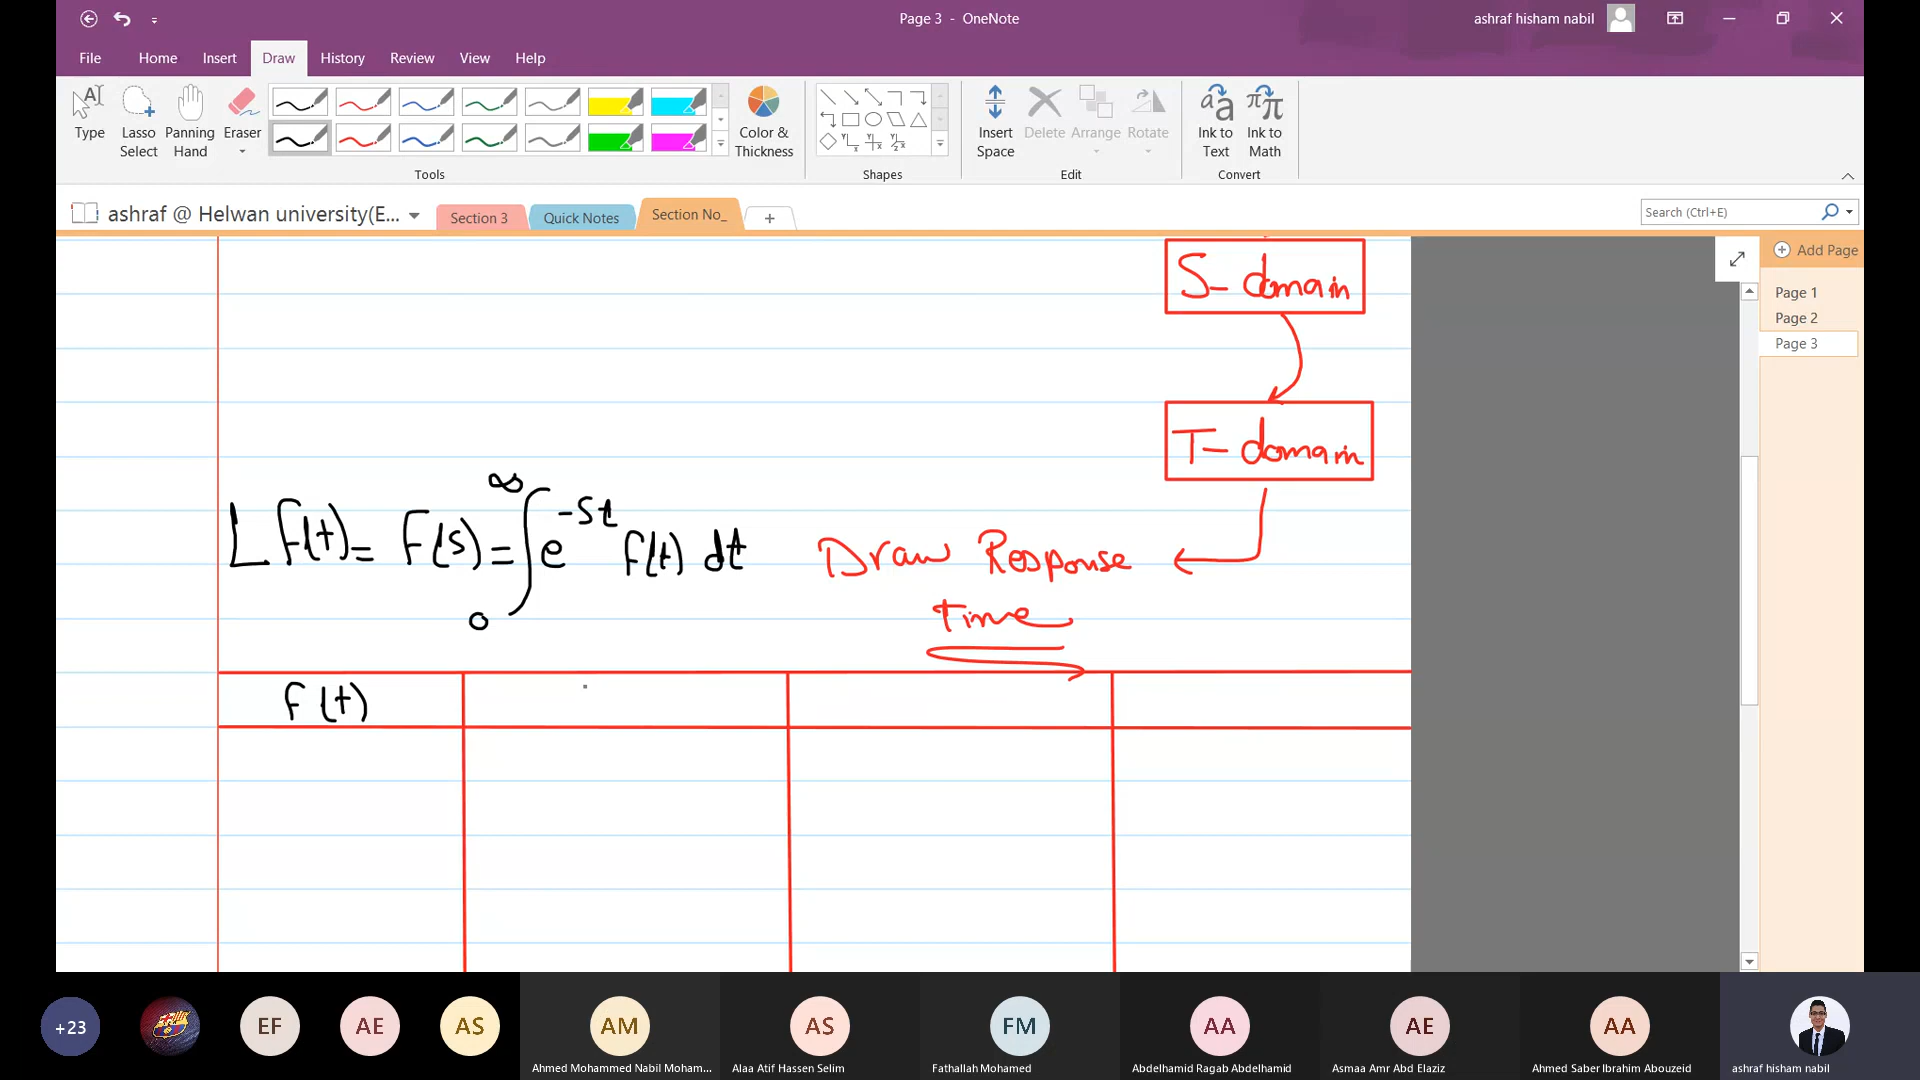 Page 3 - OneNote
ashraf hisham nabil
File Home Insert Draw History Review View Help
Type
Lasso Select
Panning Hand
Eraser
Color & Thickness
Insert Space
Delete
Arrange
Rotate
Ink to Text
Ink to Math
Tools
Shapes
Edit
Convert
ashraf @ Helwan university(E...
Section 3
Quick Notes
Section No_
Search (Ctrl+E)
Add Page
Page 1
Page 2
Page 3
S- domain
T- domain
L F(t) = F(s) = ∫₀^∞ e^{-st} f(t) dt
Draw Response
time
F(t)
+23
EF
AE
AS
AM
AS
FM
AA
AE
AA
Ahmed Mohammed Nabil Moham...
Alaa Atif Hassen Selim
Fathallah Mohamed
Abdelhamid Ragab Abdelhamid
Asmaa Amr Abd Elaziz
Ahmed Saber Ibrahim Abouzeid
ashraf hisham nabil